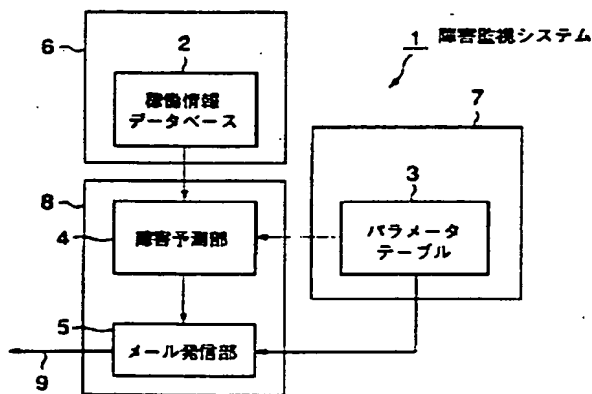 1 障害監視システム
6
2
稼働情報
データベース
7
3
パラメータ
テーブル
8
4
障害予測部
5
メール発信部
9